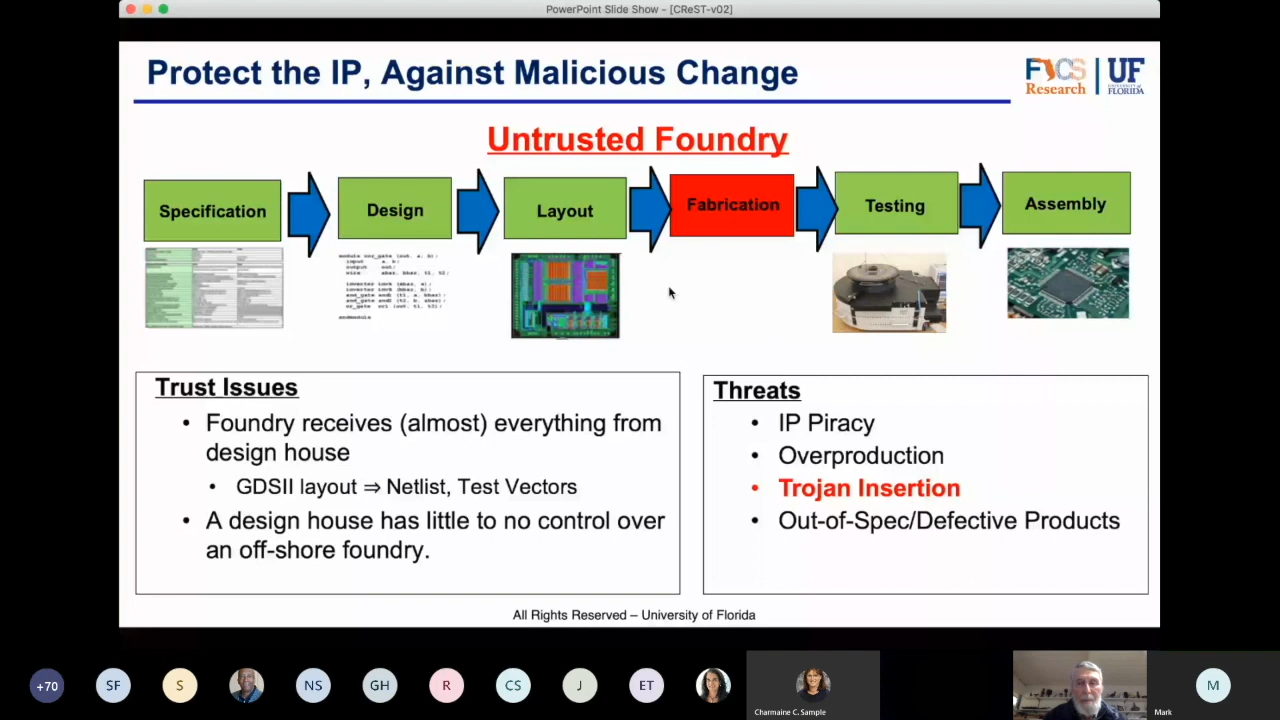 PowerPoint Slide Show - [CReST-v02]
Protect the IP, Against Malicious Change
FICS
Research
UF
UNIVERSITY of
FLORIDA
Untrusted Foundry
Specification
Design
Layout
Fabrication
Testing
Assembly
Trust Issues
• Foundry receives (almost) everything from
design house
• GDSII layout ⇒ Netlist, Test Vectors
• A design house has little to no control over
an off-shore foundry.
Threats
• IP Piracy
• Overproduction
• Trojan Insertion
• Out-of-Spec/Defective Products
All Rights Reserved – University of Florida
+70
SF
S
NS
GH
R
CS
J
ET
Charmaine C. Sample
Mark
M